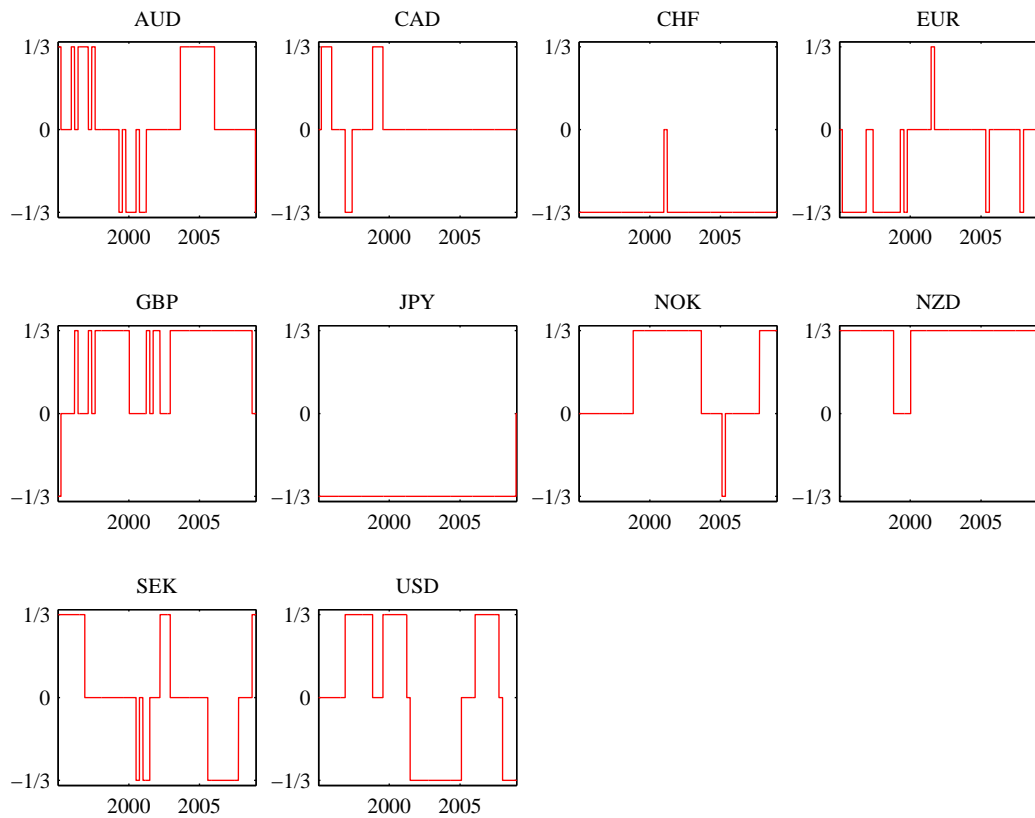 AUD CAD CHF EUR
1/3 1/3 1/3 1/3
0 0 0 0
−1/3 −1/3 −1/3 −1/3
2000 2005 2000 2005 2000 2005 2000 2005
GBP JPY NOK NZD
1/3 1/3 1/3 1/3
0 0 0 0
−1/3 −1/3 −1/3 −1/3
2000 2005 2000 2005 2000 2005 2000 2005
SEK USD
1/3 1/3
0 0
−1/3 −1/3
2000 2005 2000 2005